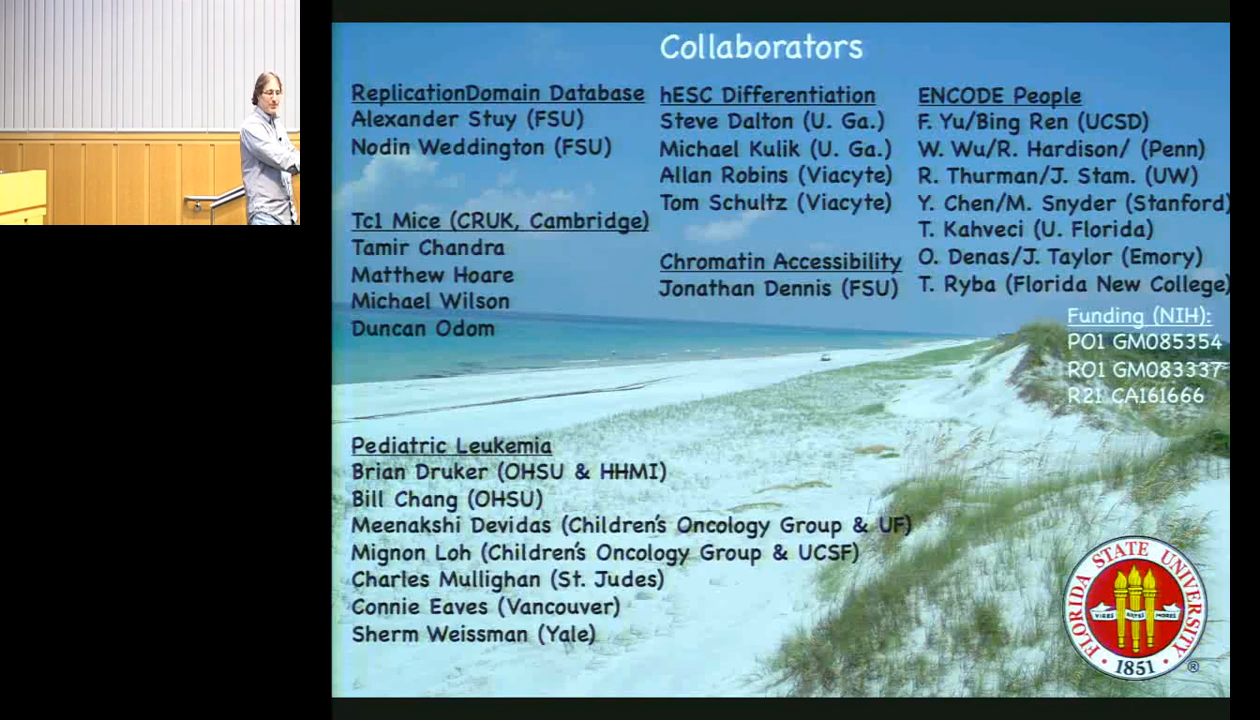 Collaborators
ReplicationDomain Database
Alexander Stuy (FSU)
Nodin Weddington (FSU)
Tc1 Mice (CRUK, Cambridge)
Tamir Chandra
Matthew Hoare
Michael Wilson
Duncan Odom
hESC Differentiation
Steve Dalton (U. Ga.)
Michael Kulik (U. Ga.)
Allan Robins (Viacyte)
Tom Schultz (Viacyte)
Chromatin Accessibility
Jonathan Dennis (FSU)
ENCODE People
F. Yu/Bing Ren (UCSD)
W. Wu/R. Hardison/ (Penn)
R. Thurman/J. Stam. (UW)
Y. Chen/M. Snyder (Stanford)
T. Kahveci (U. Florida)
O. Denas/J. Taylor (Emory)
T. Ryba (Florida New College)
Funding (NIH):
PO1 GM085354
RO1 GM083337
R21 CA161666
Pediatric Leukemia
Brian Druker (OHSU & HHMI)
Bill Chang (OHSU)
Meenakshi Devidas (Children's Oncology Group & UF)
Mignon Loh (Children's Oncology Group & UCSF)
Charles Mullighan (St. Judes)
Connie Eaves (Vancouver)
Sherm Weissman (Yale)
FLORIDA STATE UNIVERSITY
VIRES ARTES MORES
1851
®